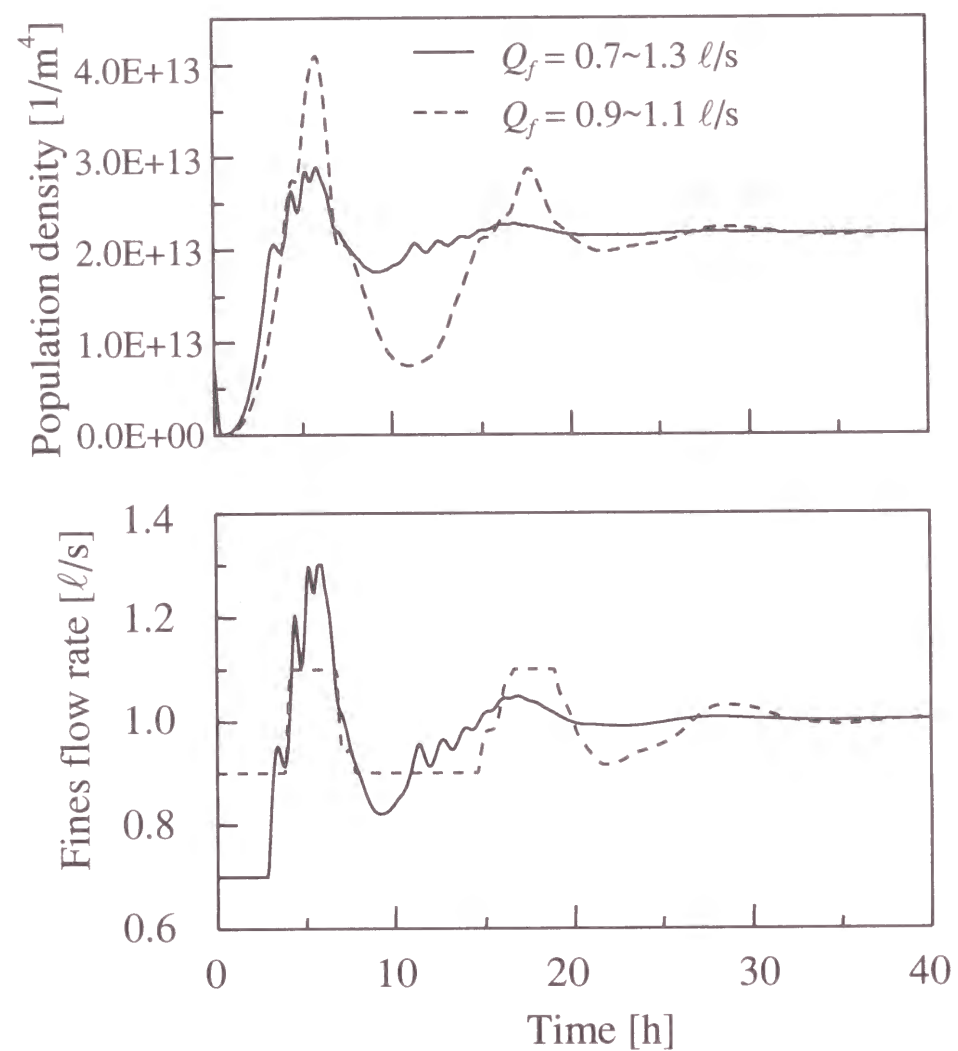 Population density [1/m⁴]
4.0E+13
3.0E+13
2.0E+13
1.0E+13
0.0E+00
Q_f = 0.7~1.3 ℓ/s
Q_f = 0.9~1.1 ℓ/s
Fines flow rate [ℓ/s]
1.4
1.2
1.0
0.8
0.6
0 10 20 30 40
Time [h]